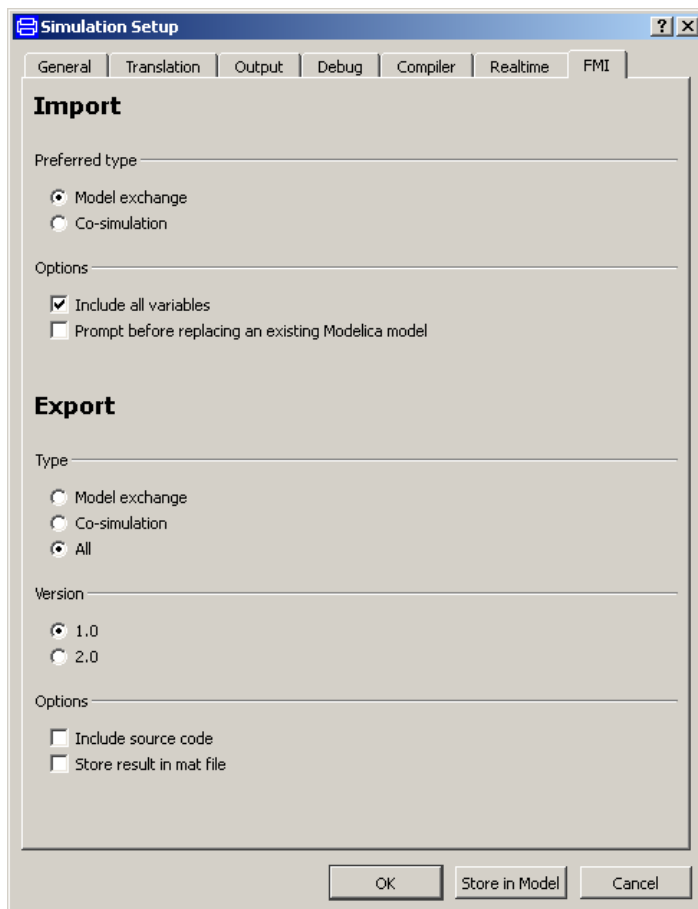 Simulation Setup
General Translation Output Debug Compiler Realtime FMI
Import
Preferred type
Model exchange
Co-simulation
Options
Include all variables
Prompt before replacing an existing Modelica model
Export
Type
Model exchange
Co-simulation
All
Version
1.0
2.0
Options
Include source code
Store result in mat file
OK Store in Model Cancel